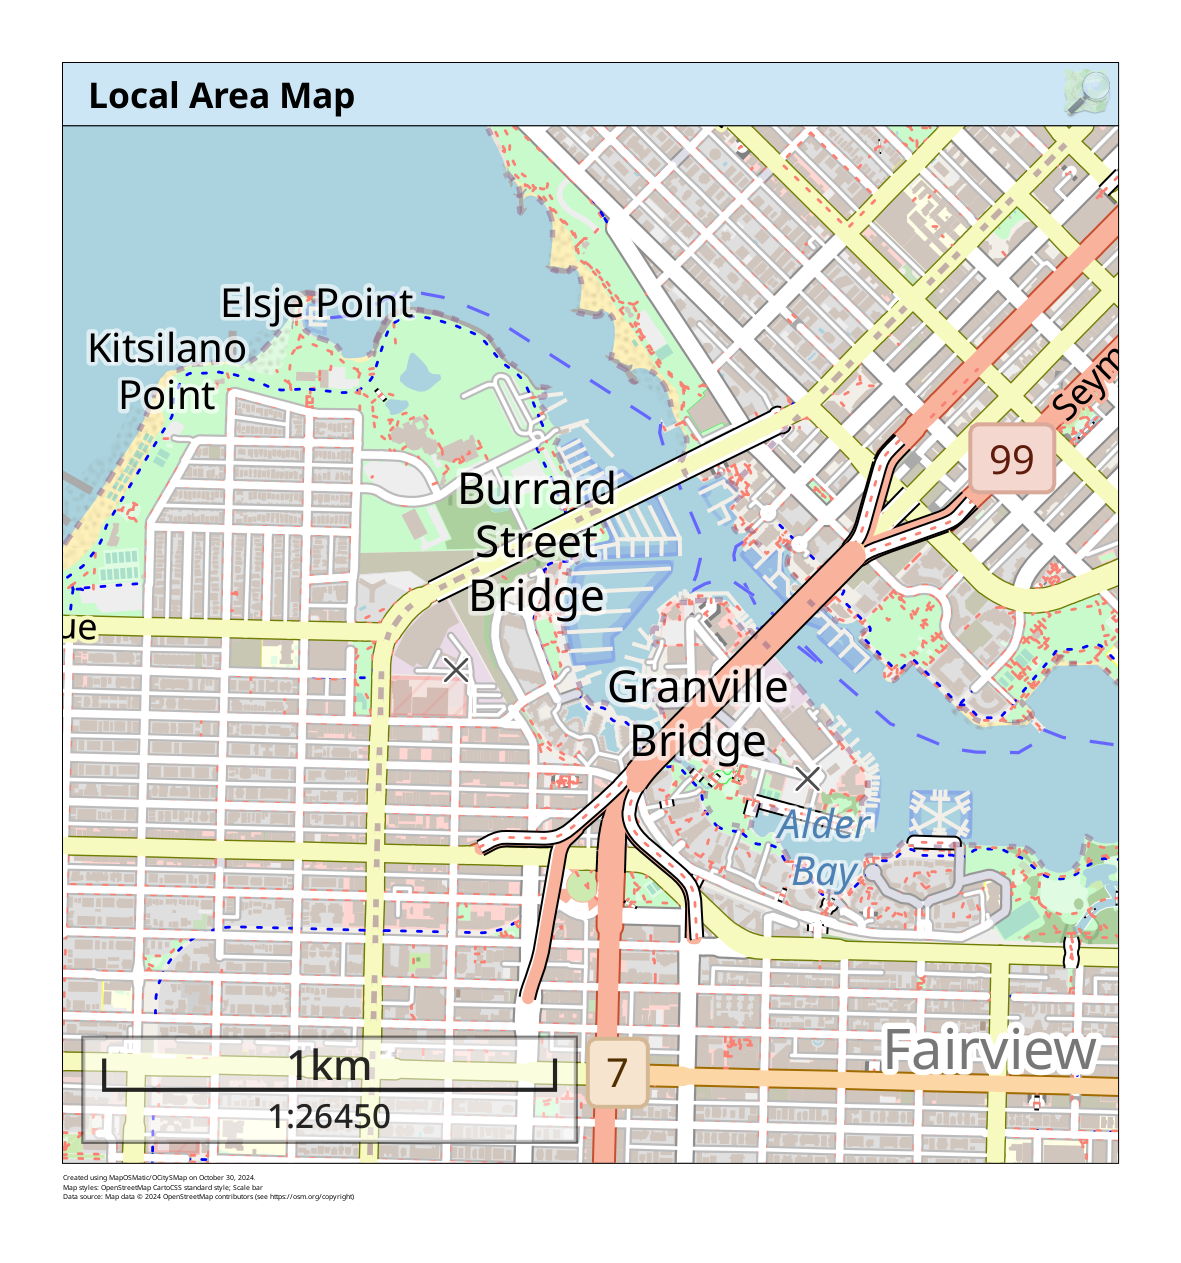 Local Area Map
Elsje Point
Kitsilano
Point
Seym
99
Burrard
Street
Bridge
ue
Granville
Bridge
Alder
Bay
Fairview
1km
7
1:26450
Created using MapOSMatic/OCitySMap on October 30, 2024.
Map styles: OpenStreetMap CartoCSS standard style; Scale bar
Data source: Map data © 2024 OpenStreetMap contributors (see https://osm.org/copyright)